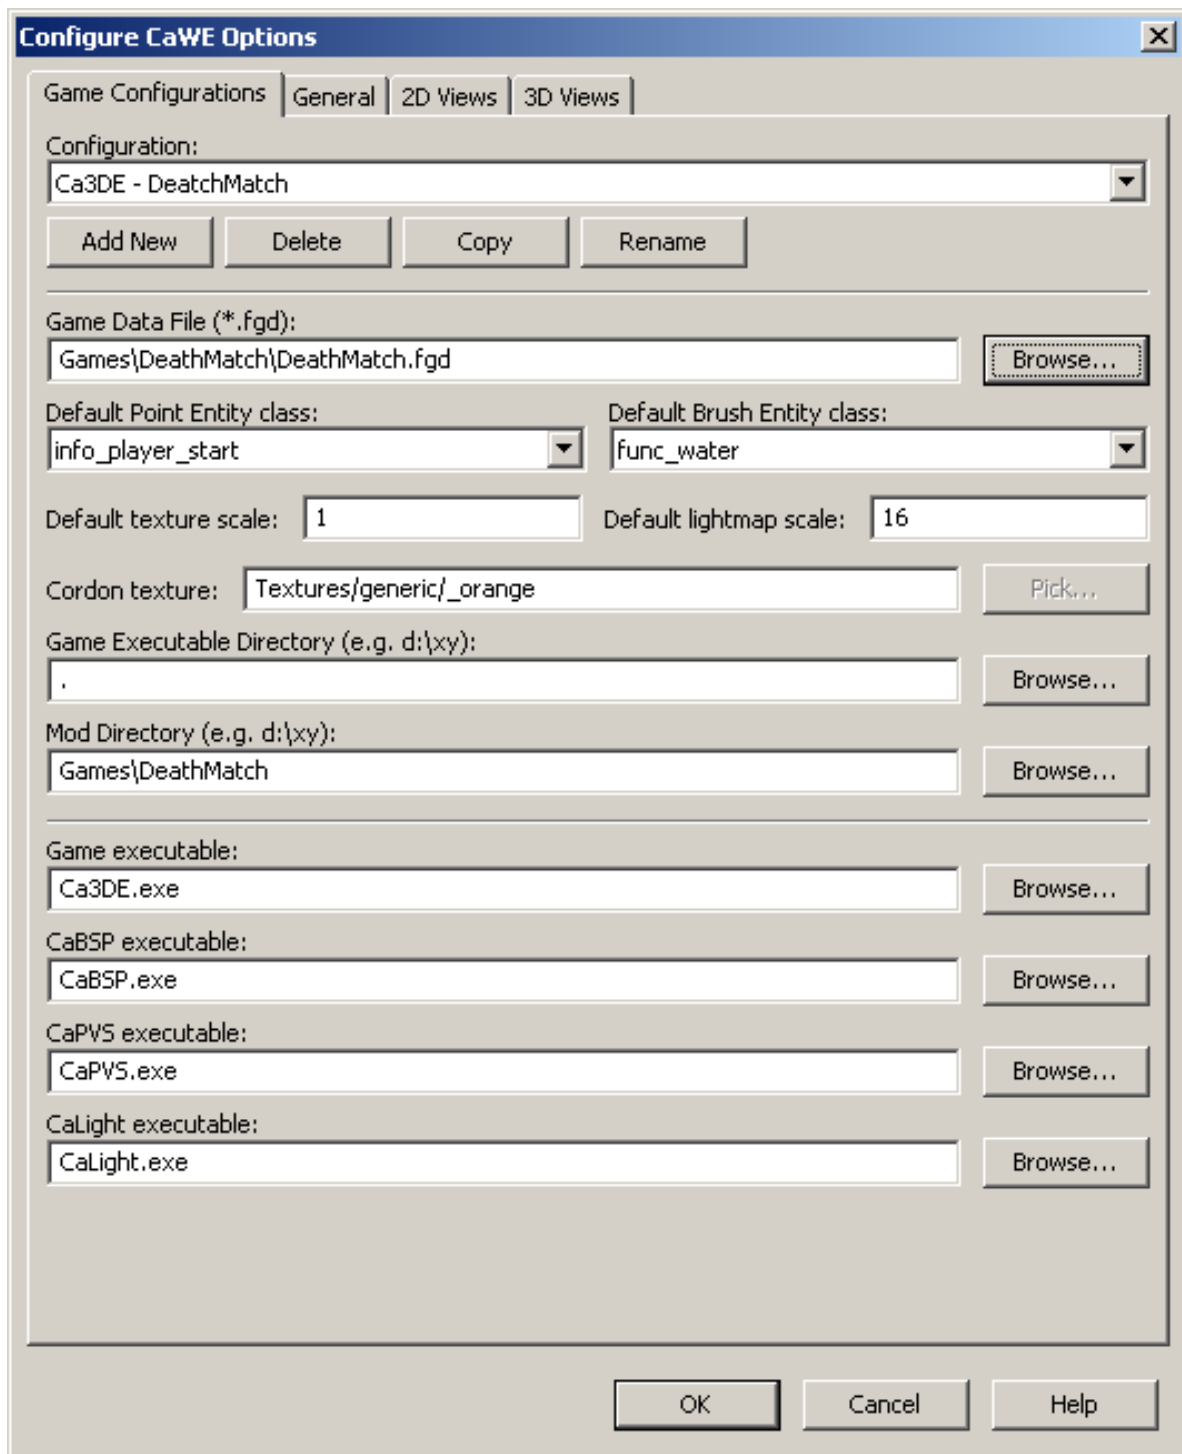 Configure CaWE Options
Game Configurations General 2D Views 3D Views
Configuration:
Ca3DE - DeatchMatch
Add New Delete Copy Rename
Game Data File (*.fgd):
Games\DeathMatch\DeathMatch.fgd Browse...
Default Point Entity class: Default Brush Entity class:
info_player_start func_water
Default texture scale: 1 Default lightmap scale: 16
Cordon texture: Textures/generic/_orange Pick...
Game Executable Directory (e.g. d:\xy):
. Browse...
Mod Directory (e.g. d:\xy):
Games\DeathMatch Browse...
Game executable:
Ca3DE.exe Browse...
CaBSP executable:
CaBSP.exe Browse...
CaPVS executable:
CaPVS.exe Browse...
CaLight executable:
CaLight.exe Browse...
OK Cancel Help